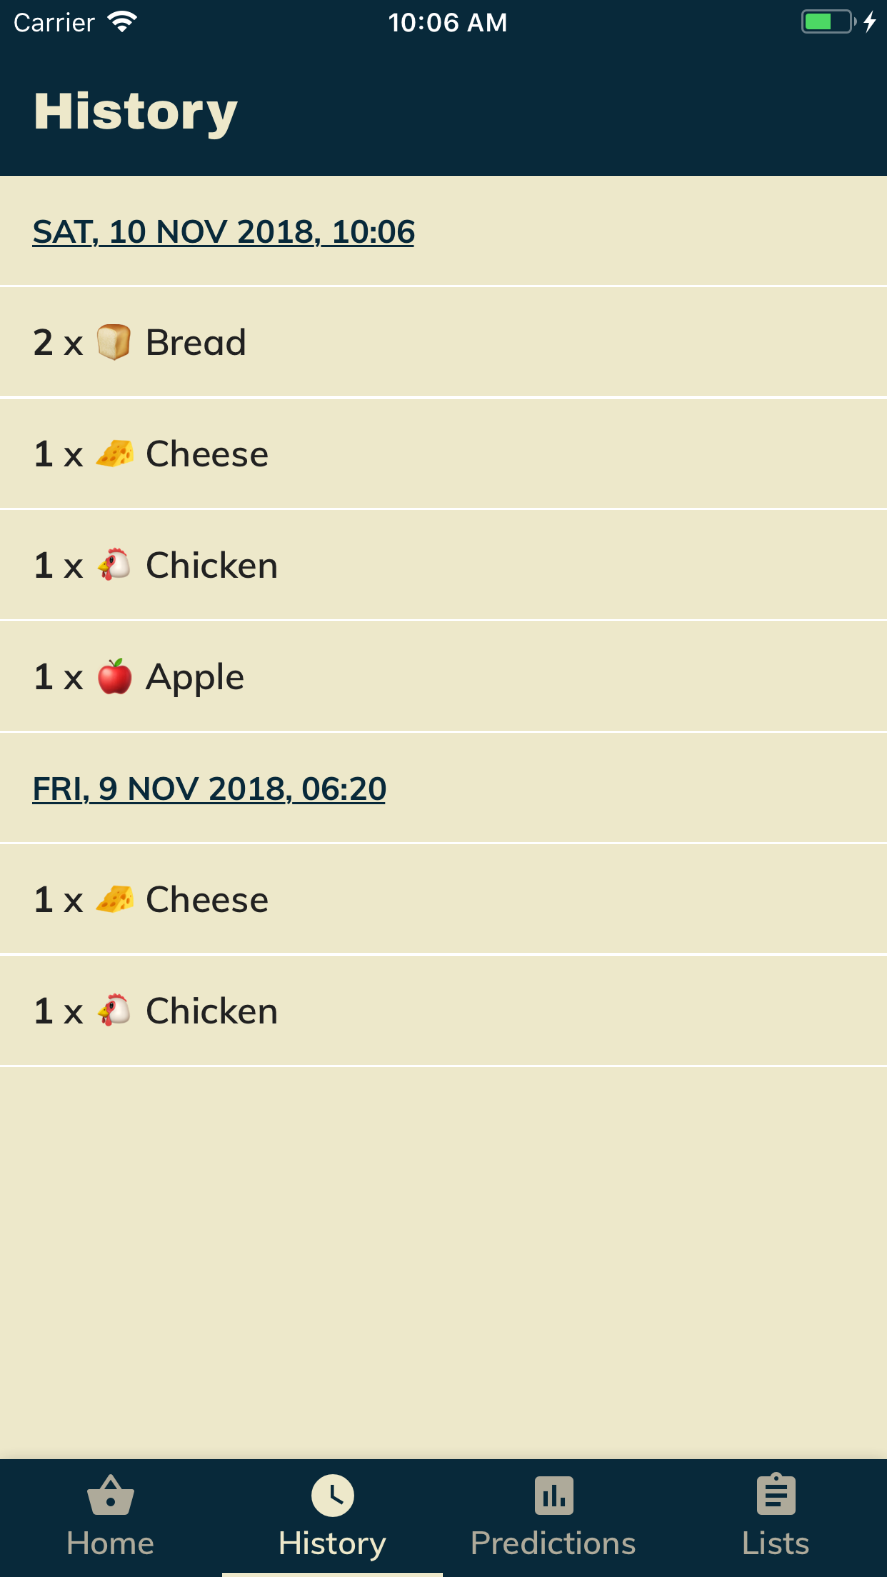 Carrier 10:06 AM
History
SAT, 10 NOV 2018, 10:06
2 x 🍞 Bread
1 x 🧀 Cheese
1 x 🐔 Chicken
1 x 🍎 Apple
FRI, 9 NOV 2018, 06:20
1 x 🧀 Cheese
1 x 🐔 Chicken
Home History Predictions Lists